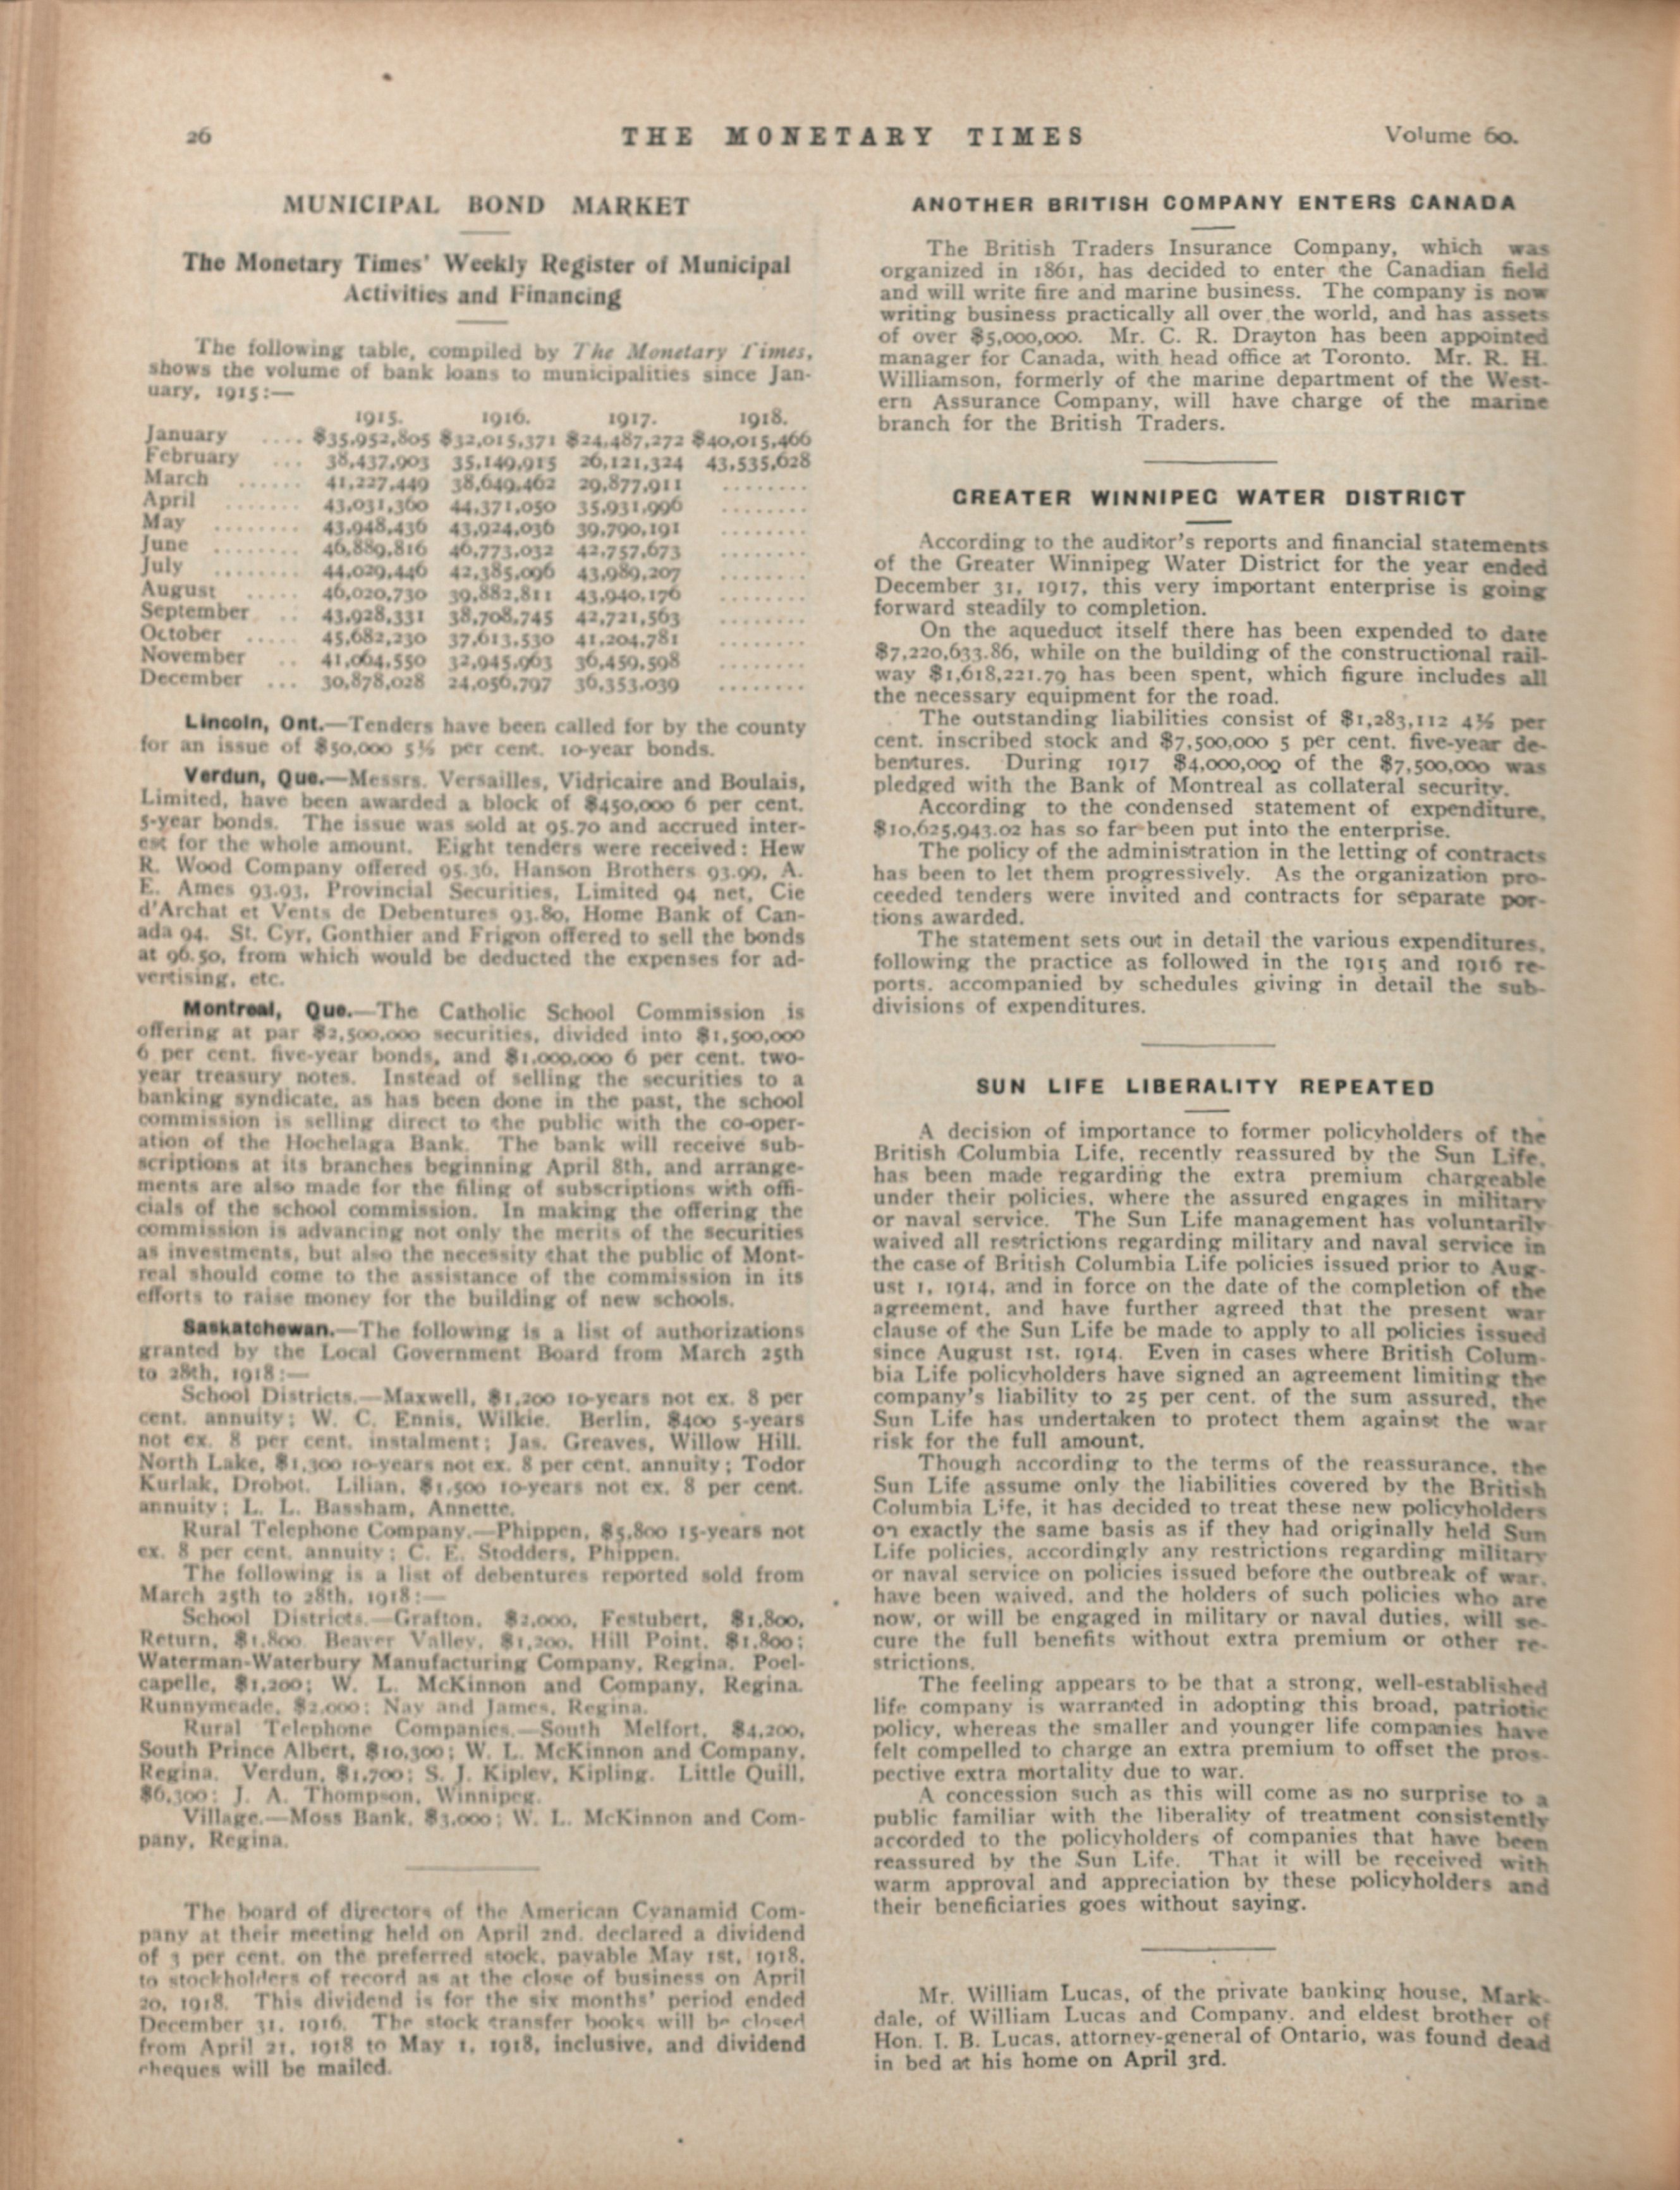 26
THE MONETARY TIMES
Volume 60.
MUNICIPAL BOND MARKET
The Monetary Times' Weekly Register of Municipal
Activities and Financing
The following table, compiled by The Monetary Times,
shows the volume of bank loans to municipalities since Jan-
uary, 1915:—
1915. 1916. 1917. 1918.
January .... $35,952,805 $32,015,371 $24,487,272 $40,015,466
February ... 38,437,903 35,149,915 26,121,324 43,535,628
March ...... 41,227,449 38,649,462 29,877,911 ........
April ....... 43,031,360 44,371,050 35,931,996 ........
May ........ 43,948,436 43,924,036 39,790,191 ........
June ........ 46,889,816 46,773,032 42,757,673 ........
July ........ 44,029,446 42,385,096 43,989,207 ........
August ..... 46,020,730 39,882,811 43,940,176 ........
September .. 43,928,331 38,708,745 42,721,563 ........
October ..... 45,682,230 37,613,530 41,204,781 ........
November .. 41,064,550 32,945,963 36,459,598 ........
December ... 30,878,028 24,056,797 36,353,039 ........
Lincoln, Ont.—Tenders have been called for by the county
for an issue of $50,000 5½ per cent. 10-year bonds.
Verdun, Que.—Messrs. Versailles, Vidricaire and Boulais,
Limited, have been awarded a block of $450,000 6 per cent.
5-year bonds. The issue was sold at 95.70 and accrued inter-
est for the whole amount. Eight tenders were received: Hew
R. Wood Company offered 95.36, Hanson Brothers 93.99, A.
E. Ames 93.93, Provincial Securities, Limited 94 net, Cie
d'Archat et Vents de Debentures 93.80, Home Bank of Can-
ada 94. St. Cyr, Gonthier and Frigon offered to sell the bonds
at 96.50, from which would be deducted the expenses for ad-
vertising, etc.
Montreal, Que.—The Catholic School Commission is
offering at par $2,500,000 securities, divided into $1,500,000
6 per cent. five-year bonds, and $1,000,000 6 per cent. two-
year treasury notes. Instead of selling the securities to a
banking syndicate, as has been done in the past, the school
commission is selling direct to the public with the co-oper-
ation of the Hochelaga Bank. The bank will receive sub-
scriptions at its branches beginning April 8th, and arrange-
ments are also made for the filing of subscriptions with offi-
cials of the school commission. In making the offering the
commission is advancing not only the merits of the securities
as investments, but also the necessity that the public of Mont-
real should come to the assistance of the commission in its
efforts to raise money for the building of new schools.
Saskatchewan.—The following is a list of authorizations
granted by the Local Government Board from March 25th
to 28th, 1918:—
School Districts.—Maxwell, $1,200 10-years not ex. 8 per
cent. annuity; W. C. Ennis, Wilkie. Berlin, $400 5-years
not ex. 8 per cent. instalment; Jas. Greaves, Willow Hill.
North Lake, $1,300 10-years not ex. 8 per cent. annuity; Todor
Kurlak, Drobot. Lilian, $1,500 10-years not ex. 8 per cent.
annuity; L. L. Bassham, Annette.
Rural Telephone Company.—Phippen, $5,800 15-years not
ex. 8 per cent. annuity; C. E. Stodders, Phippen.
The following is a list of debentures reported sold from
March 25th to 28th, 1918:—
School Districts.—Grafton, $2,000, Festubert, $1,800,
Return, $1,800. Beaver Valley, $1,200, Hill Point, $1,800;
Waterman-Waterbury Manufacturing Company, Regina. Poel-
capelle, $1,200; W. L. McKinnon and Company, Regina.
Runnymeade, $2,000; Nay and James, Regina.
Rural Telephone Companies.—South Melfort, $4,200,
South Prince Albert, $10,300; W. L. McKinnon and Company,
Regina. Verdun, $1,700; S. J. Kipley, Kipling. Little Quill,
$6,300; J. A. Thompson, Winnipeg.
Village.—Moss Bank, $3,000; W. L. McKinnon and Com-
pany, Regina.
The board of directors of the American Cyanamid Com-
pany at their meeting held on April 2nd, declared a dividend
of 3 per cent. on the preferred stock, payable May 1st, 1918,
to stockholders of record as at the close of business on April
20, 1918. This dividend is for the six months' period ended
December 31, 1916. The stock transfer books will be closed
from April 21, 1918 to May 1, 1918, inclusive, and dividend
cheques will be mailed.
ANOTHER BRITISH COMPANY ENTERS CANADA
The British Traders Insurance Company, which was
organized in 1861, has decided to enter the Canadian field
and will write fire and marine business. The company is now
writing business practically all over the world, and has assets
of over $5,000,000. Mr. C. R. Drayton has been appointed
manager for Canada, with head office at Toronto. Mr. R. H.
Williamson, formerly of the marine department of the West-
ern Assurance Company, will have charge of the marine
branch for the British Traders.
GREATER WINNIPEG WATER DISTRICT
According to the auditor's reports and financial statements
of the Greater Winnipeg Water District for the year ended
December 31, 1917, this very important enterprise is going
forward steadily to completion.
On the aqueduct itself there has been expended to date
$7,220,633.86, while on the building of the constructional rail-
way $1,618,221.79 has been spent, which figure includes all
the necessary equipment for the road.
The outstanding liabilities consist of $1,283,112 4½ per
cent. inscribed stock and $7,500,000 5 per cent. five-year de-
bentures. During 1917 $4,000,000 of the $7,500,000 was
pledged with the Bank of Montreal as collateral security.
According to the condensed statement of expenditure,
$10,625,943.02 has so far been put into the enterprise.
The policy of the administration in the letting of contracts
has been to let them progressively. As the organization pro-
ceeded tenders were invited and contracts for separate por-
tions awarded.
The statement sets out in detail the various expenditures,
following the practice as followed in the 1915 and 1916 re-
ports, accompanied by schedules giving in detail the sub-
divisions of expenditures.
SUN LIFE LIBERALITY REPEATED
A decision of importance to former policyholders of the
British Columbia Life, recently reassured by the Sun Life,
has been made regarding the extra premium chargeable
under their policies, where the assured engages in military
or naval service. The Sun Life management has voluntarily
waived all restrictions regarding military and naval service in
the case of British Columbia Life policies issued prior to Aug-
ust 1, 1914, and in force on the date of the completion of the
agreement, and have further agreed that the present war
clause of the Sun Life be made to apply to all policies issued
since August 1st, 1914. Even in cases where British Colum-
bia Life policyholders have signed an agreement limiting the
company's liability to 25 per cent. of the sum assured, the
Sun Life has undertaken to protect them against the war
risk for the full amount.
Though according to the terms of the reassurance, the
Sun Life assume only the liabilities covered by the British
Columbia Life, it has decided to treat these new policyholders
on exactly the same basis as if they had originally held Sun
Life policies, accordingly any restrictions regarding military
or naval service on policies issued before the outbreak of war,
have been waived, and the holders of such policies who are
now, or will be engaged in military or naval duties, will se-
cure the full benefits without extra premium or other re-
strictions.
The feeling appears to be that a strong, well-established
life company is warranted in adopting this broad, patriotic
policy, whereas the smaller and younger life companies have
felt compelled to charge an extra premium to offset the pros-
pective extra mortality due to war.
A concession such as this will come as no surprise to a
public familiar with the liberality of treatment consistently
accorded to the policyholders of companies that have been
reassured by the Sun Life. That it will be received with
warm approval and appreciation by these policyholders and
their beneficiaries goes without saying.
Mr. William Lucas, of the private banking house, Mark-
dale, of William Lucas and Company, and eldest brother of
Hon. I. B. Lucas, attorney-general of Ontario, was found dead
in bed at his home on April 3rd.